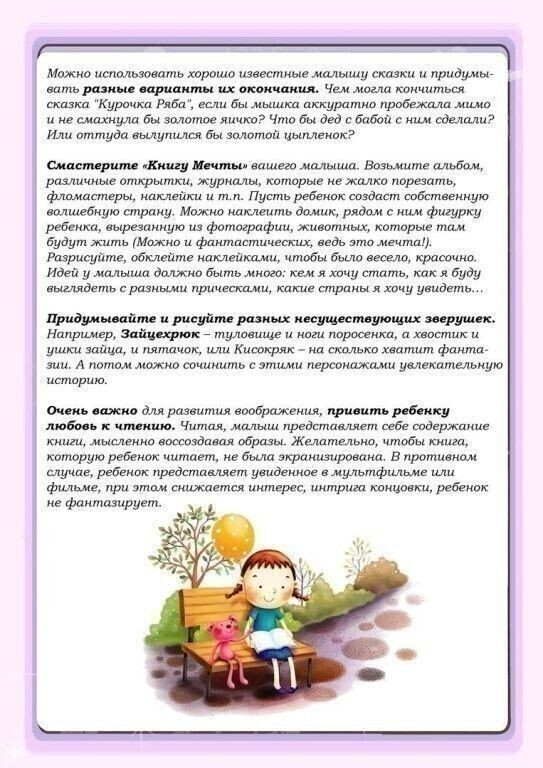 Можно использовать хорошо известные малышу сказки и придумы-
вать разные варианты их окончания. Чем могла кончиться
сказка "Курочка Ряба", если бы мышка аккуратно пробежала мимо
и не смахнула бы золотое яичко? Что бы дед с бабой с ним сделали?
Или оттуда вылупился бы золотой цыпленок?
Смастерите «Книгу Мечты» вашего малыша. Возьмите альбом,
различные открытки, журналы, которые не жалко порезать,
фломастеры, наклейки и т.п. Пусть ребенок создаст собственную
волшебную страну. Можно наклеить домик, рядом с ним фигурку
ребенка, вырезанную из фотографии, животных, которые там
будут жить (Можно и фантастических, ведь это мечта!).
Разрисуйте, обклейте наклейками, чтобы было весело, красочно.
Идей у малыша должно быть много: кем я хочу стать, как я буду
выглядеть с разными прическами, какие страны я хочу увидеть...
Придумывайте и рисуйте разных несуществующих зверушек.
Например, Зайцехрюк – туловище и ноги поросенка, а хвостик и
ушки зайца, и пятачок, или Кисокряк – на сколько хватит фанта-
зии. А потом можно сочинить с этими персонажами увлекательную
историю.
Очень важно для развития воображения, привить ребенку
любовь к чтению. Читая, малыш представляет себе содержание
книги, мысленно воссоздавая образы. Желательно, чтобы книга,
которую ребенок читает, не была экранизирована. В противном
случае, ребенок представляет увиденное в мультфильме или
фильме, при этом снижается интерес, интрига концовки, ребенок
не фантазирует.